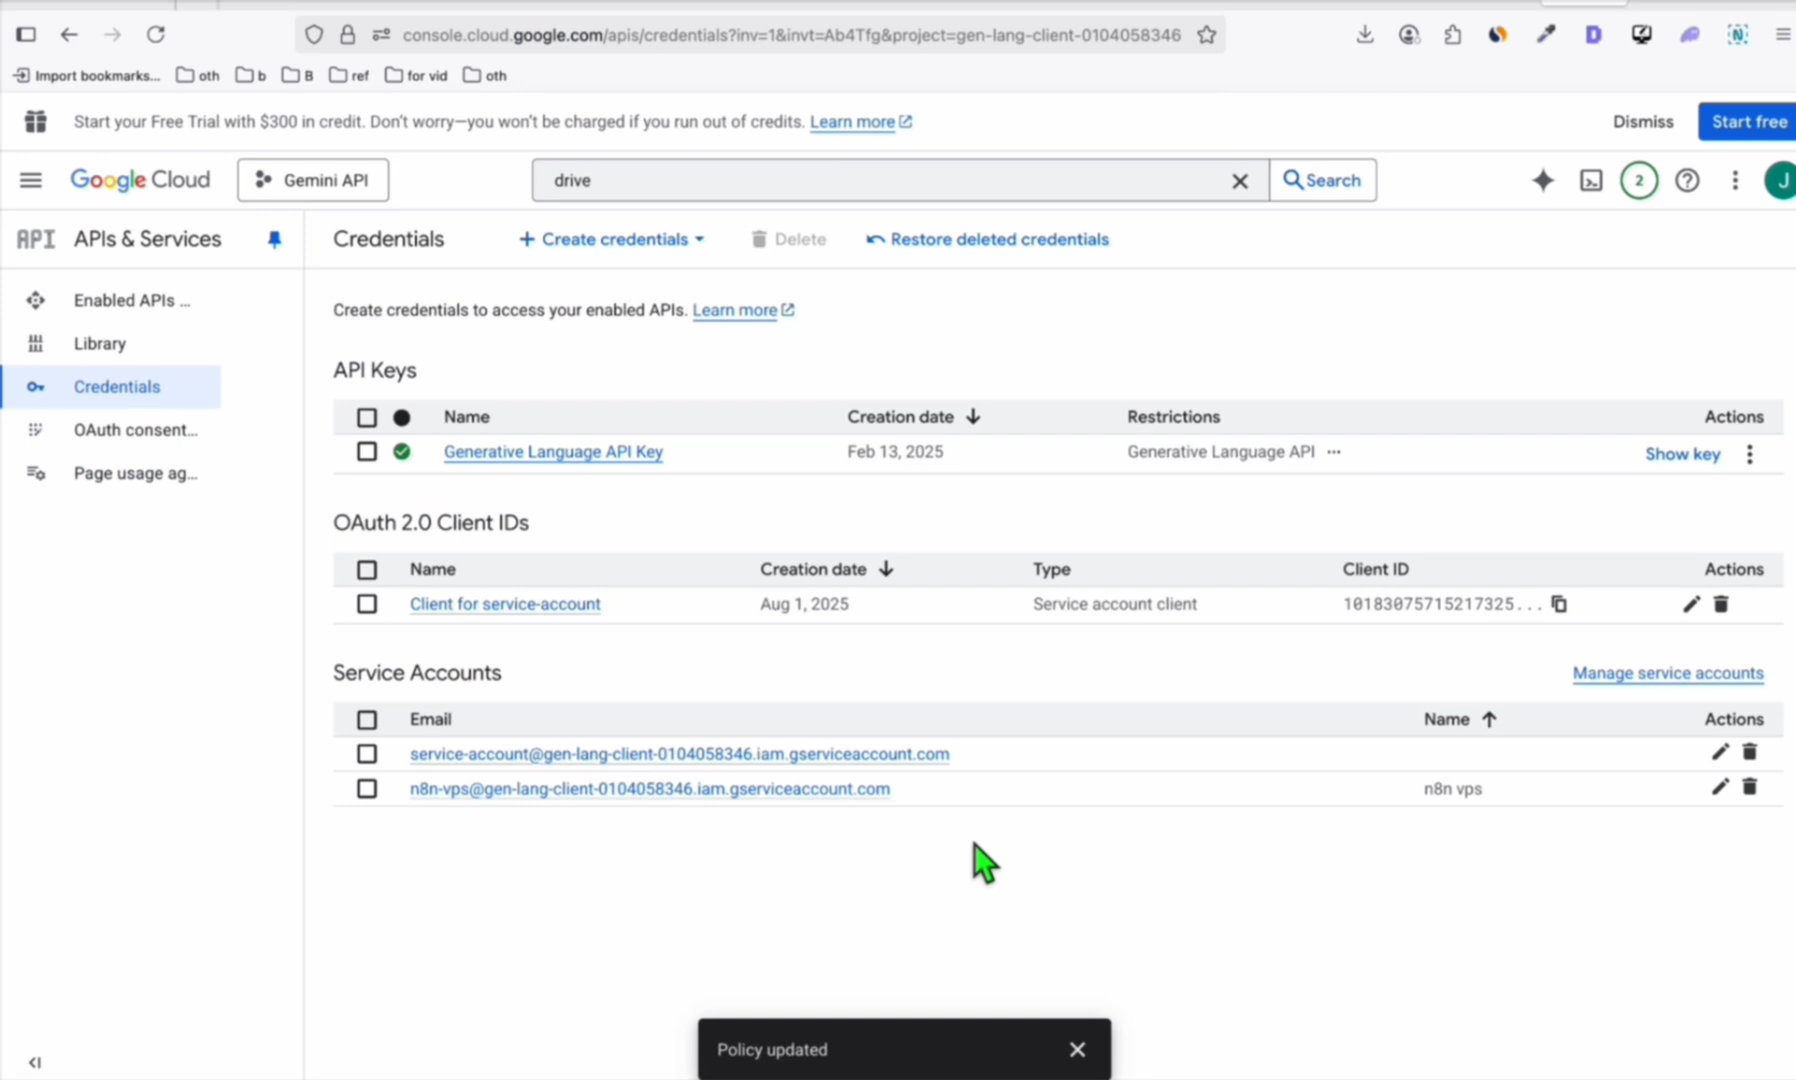 console.cloud.google.com/apis/credentials?inv=1&invt=Ab4Tfg&project=gen-lang-client-0104058346
Import bookmarks... oth b B ref for vid oth
Start your Free Trial with $300 in credit. Don't worry—you won't be charged if you run out of credits. Learn more Dismiss Start free
Google Cloud Gemini API drive Search 2 J
API APIs & Services Credentials + Create credentials Delete Restore deleted credentials
Enabled APIs ...
Library
Credentials
OAuth consent...
Page usage ag...
Create credentials to access your enabled APIs. Learn more
API Keys
Name Creation date Restrictions Actions
Generative Language API Key Feb 13, 2025 Generative Language API ... Show key
OAuth 2.0 Client IDs
Name Creation date Type Client ID Actions
Client for service-account Aug 1, 2025 Service account client 10183075715217325...
Service Accounts Manage service accounts
Email Name Actions
service-account@gen-lang-client-0104058346.iam.gserviceaccount.com
n8n-vps@gen-lang-client-0104058346.iam.gserviceaccount.com n8n vps
Policy updated